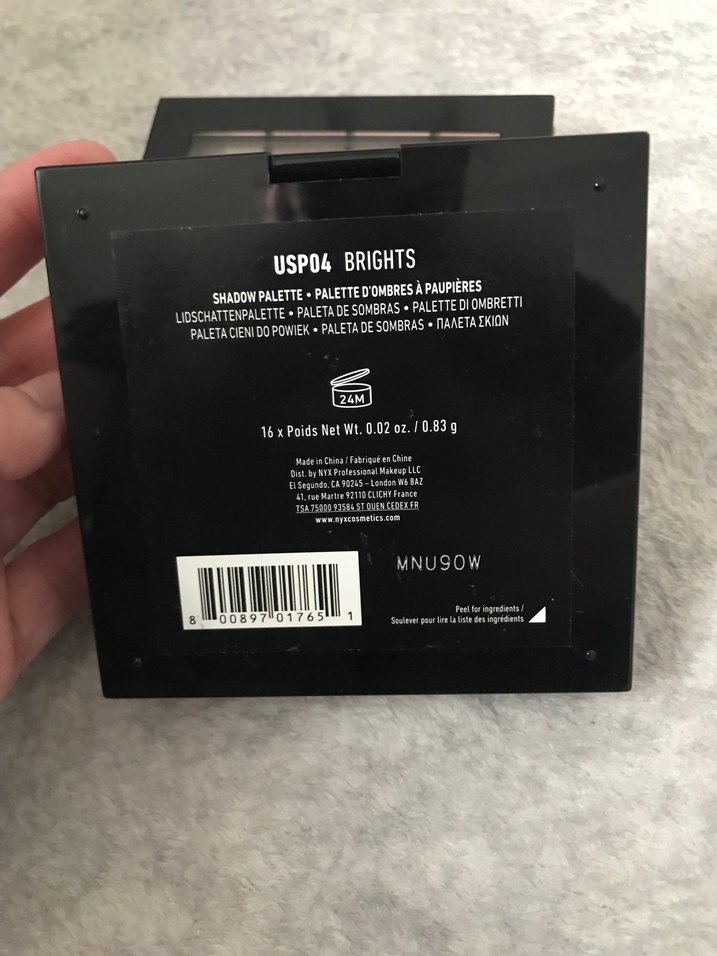 USP04 BRIGHTS
SHADOW PALETTE • PALETTE D'OMBRES À PAUPIÈRES
LIDSCHATTENPALETTE • PALETA DE SOMBRAS • PALETTE DI OMBRETTI
PALETA CIENI DO POWIEK • PALETA DE SOMBRAS • ΠΑΛΕΤΑ ΣΚΙΩΝ
24M
16 x Poids Net Wt. 0.02 oz. / 0.83 g
Made in China / Fabriqué en Chine
Dist. by NYX Professional Makeup LLC
El Segundo, CA 90245 – London W6 8AZ
41, rue Martre 92110 CLICHY France
TSA 75000 93584 ST OUEN CEDEX FR
www.nyxcosmetics.com
MNU90W
8 00897 01765 1
Peel for ingredients /
Soulever pour lire la liste des ingrédients